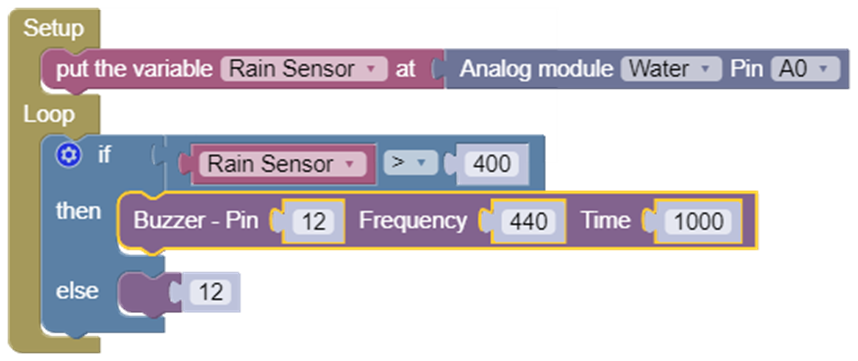 Setup
put the variable Rain Sensor at Analog module Water Pin A0
Loop
if Rain Sensor > 400
then Buzzer - Pin 12 Frequency 440 Time 1000
else 12